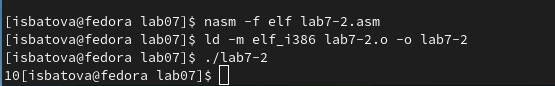 [isbatova@fedora lab07]$ nasm -f elf lab7-2.asm
[isbatova@fedora lab07]$ ld -m elf_i386 lab7-2.o -o lab7-2
[isbatova@fedora lab07]$ ./lab7-2
10[isbatova@fedora lab07]$